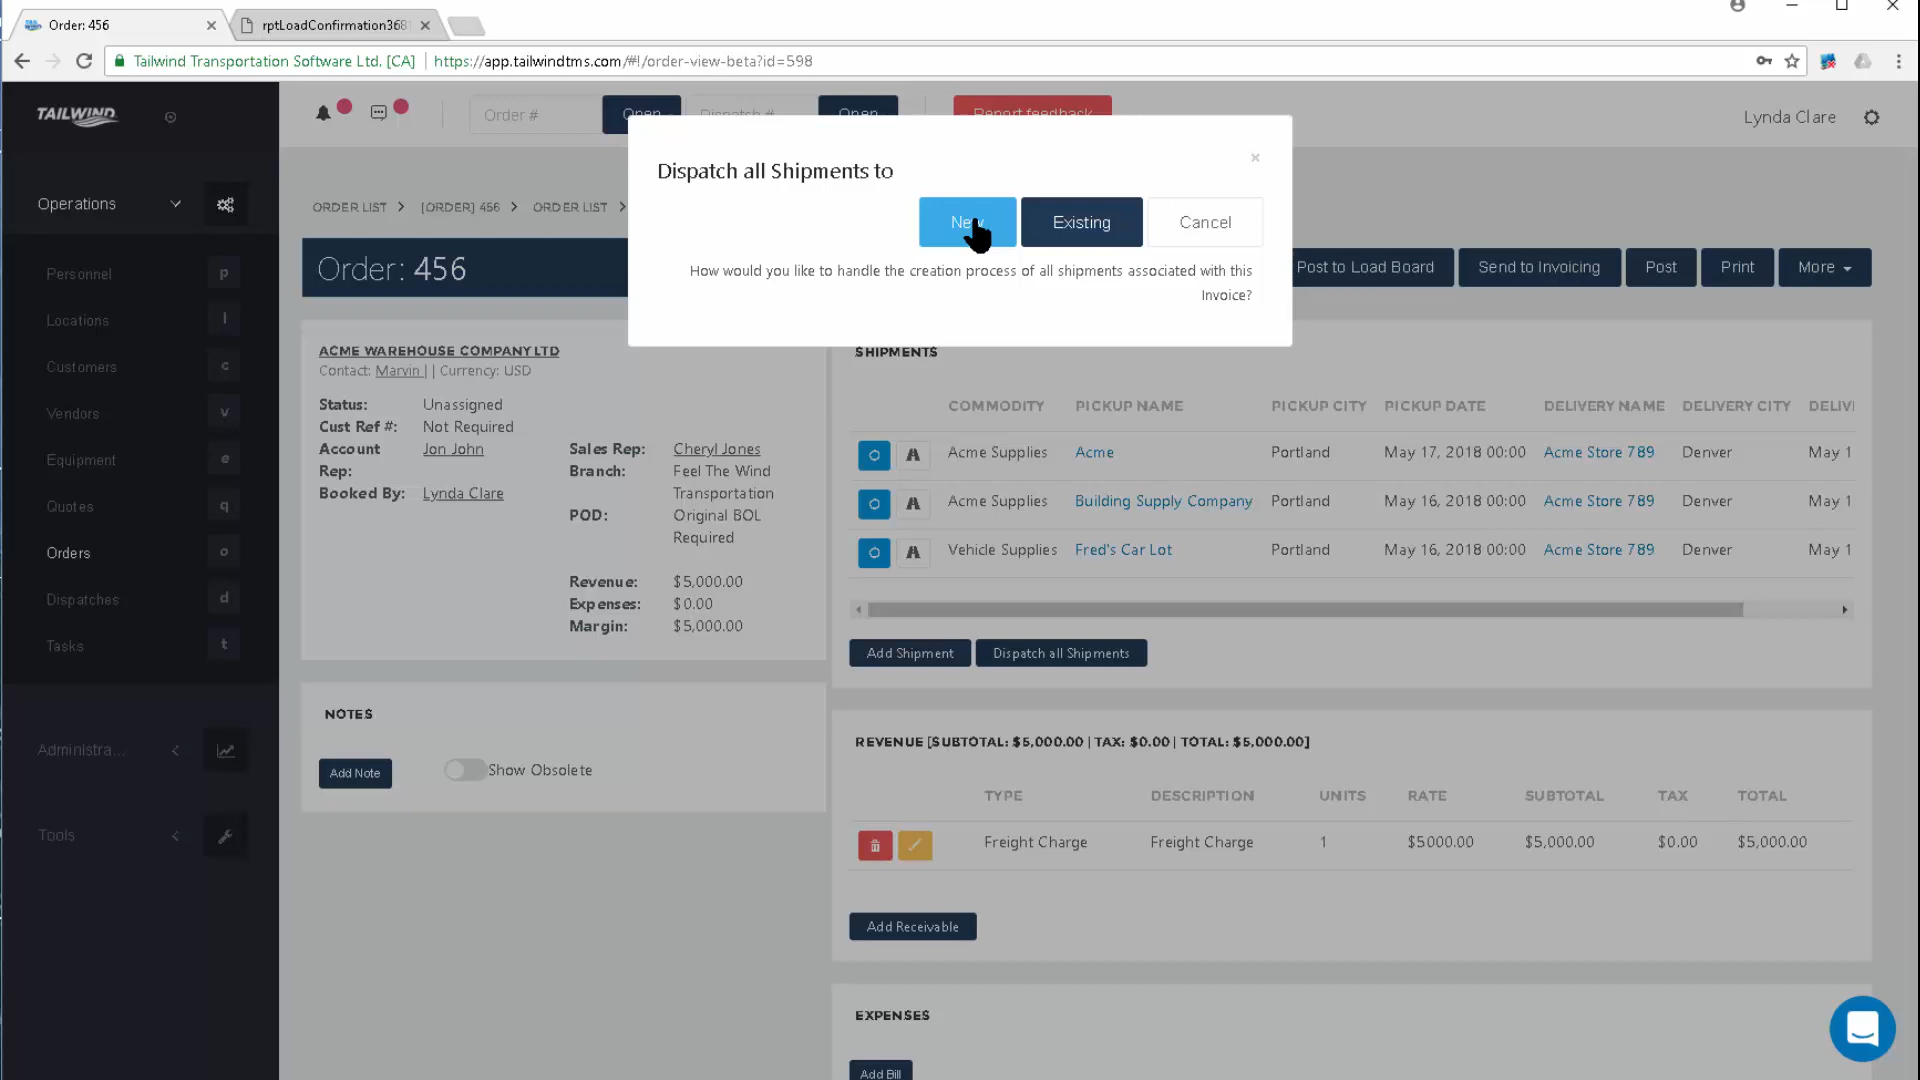 Order: 456
rptLoadConfirmation368
Tailwind Transportation Software Ltd. [CA]
https://app.tailwindtms.com/#!/order-view-beta?id=598
TAILWIND
Order #
Open
Dispatch #
Open
Report feedback
Lynda Clare
Dispatch all Shipments to
×
New
Existing
Cancel
How would you like to handle the creation process of all shipments associated with this
Invoice?
Operations
Personnel p
Locations l
Customers c
Vendors v
Equipment e
Quotes q
Orders o
Dispatches d
Tasks t
Administra...
Tools
ORDER LIST > [ORDER] 456 > ORDER LIST >
Order: 456
Post to Load Board
Send to Invoicing
Post
Print
More
ACME WAREHOUSE COMPANY LTD
Contact: Marvin | | Currency: USD
Status: Unassigned
Cust Ref #: Not Required
Account Jon John
Rep:
Booked By: Lynda Clare
Sales Rep: Cheryl Jones
Branch: Feel The Wind
Transportation
POD: Original BOL
Required
Revenue: $5,000.00
Expenses: $0.00
Margin: $5,000.00
NOTES
Add Note
Show Obsolete
SHIPMENTS
COMMODITY PICKUP NAME PICKUP CITY PICKUP DATE DELIVERY NAME DELIVERY CITY DELIV
Acme Supplies Acme Portland May 17, 2018 00:00 Acme Store 789 Denver May 1
Acme Supplies Building Supply Company Portland May 16, 2018 00:00 Acme Store 789 Denver May 1
Vehicle Supplies Fred's Car Lot Portland May 16, 2018 00:00 Acme Store 789 Denver May 1
Add Shipment
Dispatch all Shipments
REVENUE [SUBTOTAL: $5,000.00 | TAX: $0.00 | TOTAL: $5,000.00]
TYPE DESCRIPTION UNITS RATE SUBTOTAL TAX TOTAL
Freight Charge Freight Charge 1 $5000.00 $5,000.00 $0.00 $5,000.00
Add Receivable
EXPENSES
Add Bill